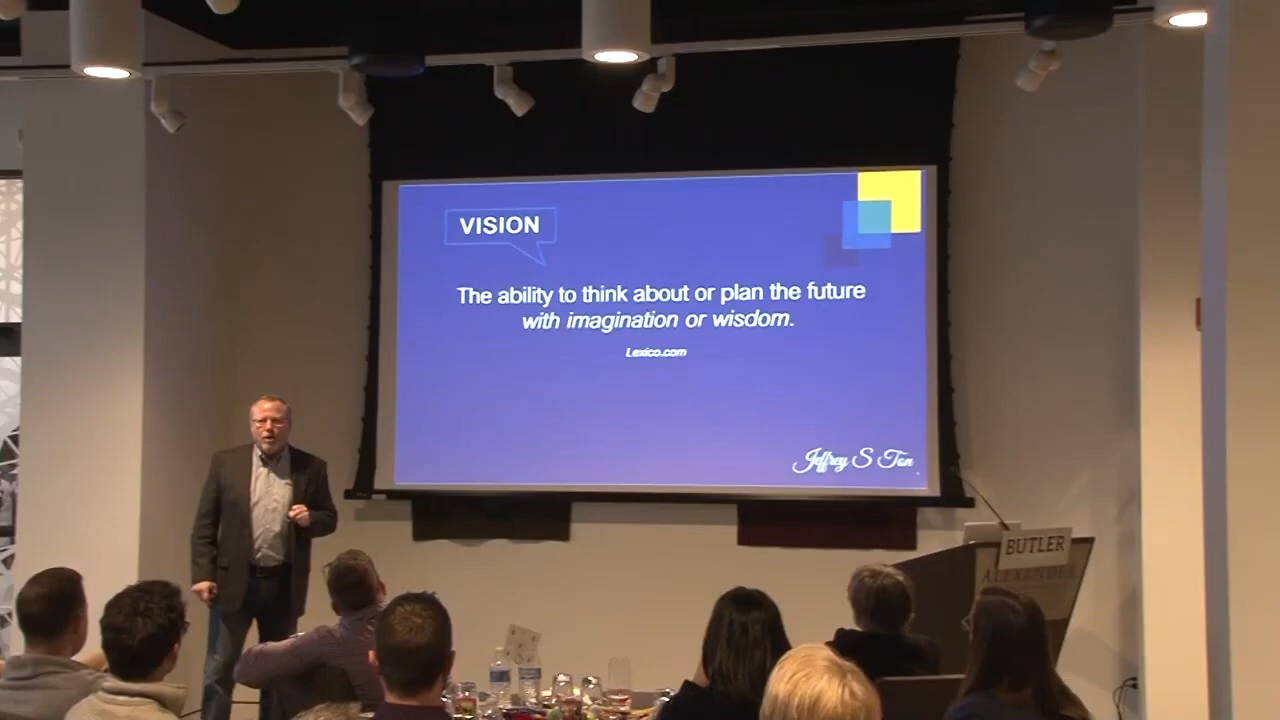 VISION
The ability to think about or plan the future
with imagination or wisdom.
Lexico.com
Jeffrey S Ton
BUTLER
ALEXANDER